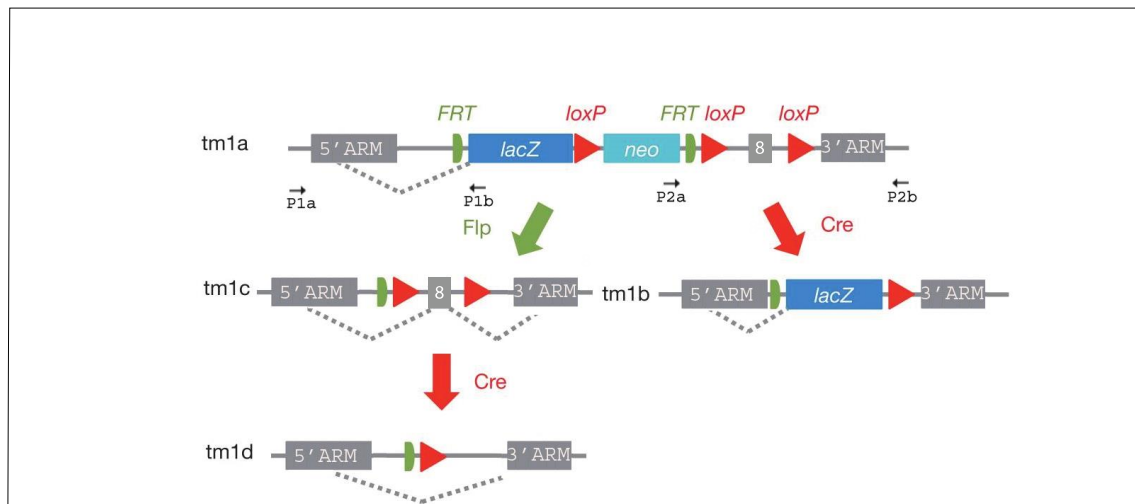 FRT loxP FRT loxP loxP
tm1a 5'ARM lacZ neo 8 3'ARM
P1a P1b P2a P2b
Flp Cre
tm1c 5'ARM 8 3'ARM tm1b 5'ARM lacZ 3'ARM
Cre
tm1d 5'ARM 3'ARM